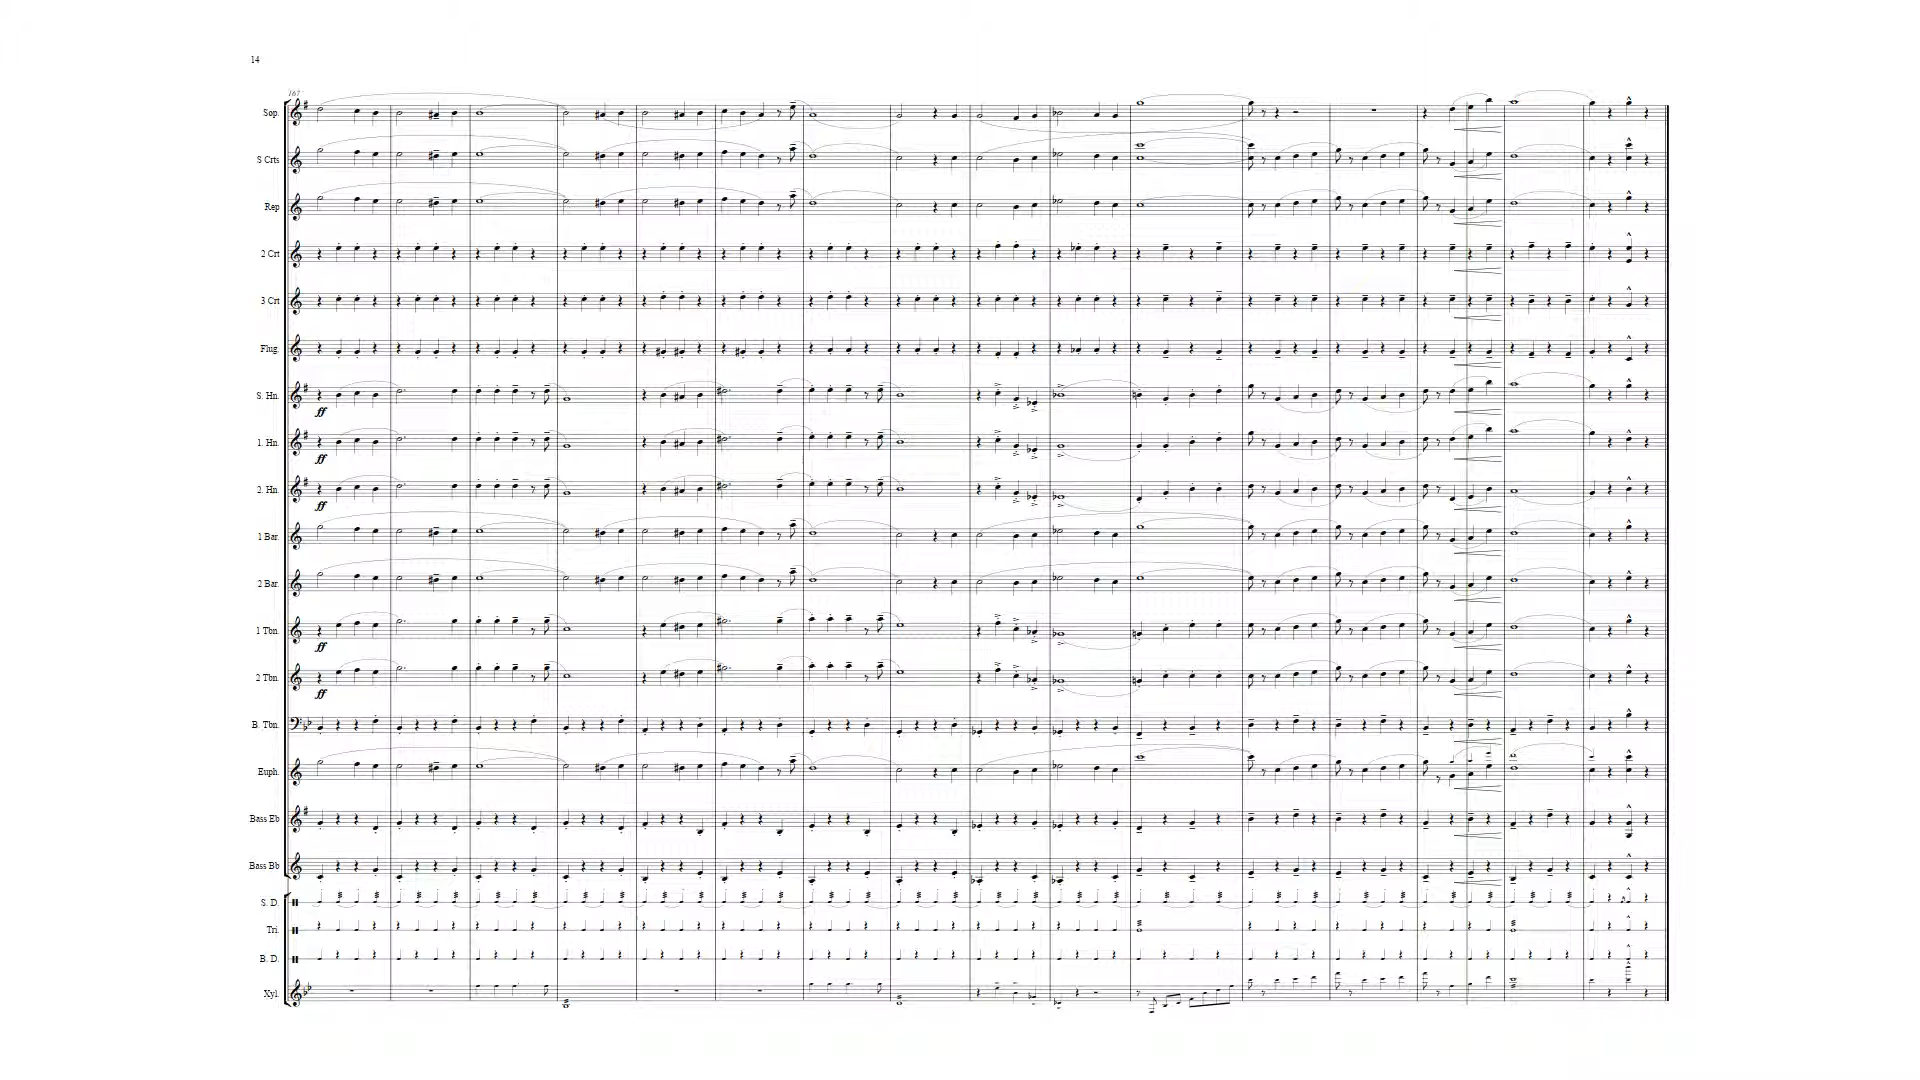 14
167
Sop.
S Crts
Rep
2 Crt
3 Crt
Flug.
S. Hn.
ff
1. Hn.
ff
2. Hn.
ff
1 Bar.
2 Bar.
1 Tbn.
ff
2 Tbn.
ff
B. Tbn.
Euph.
Bass Eb
Bass Bb
S. D.
Tri.
B. D.
Xyl.